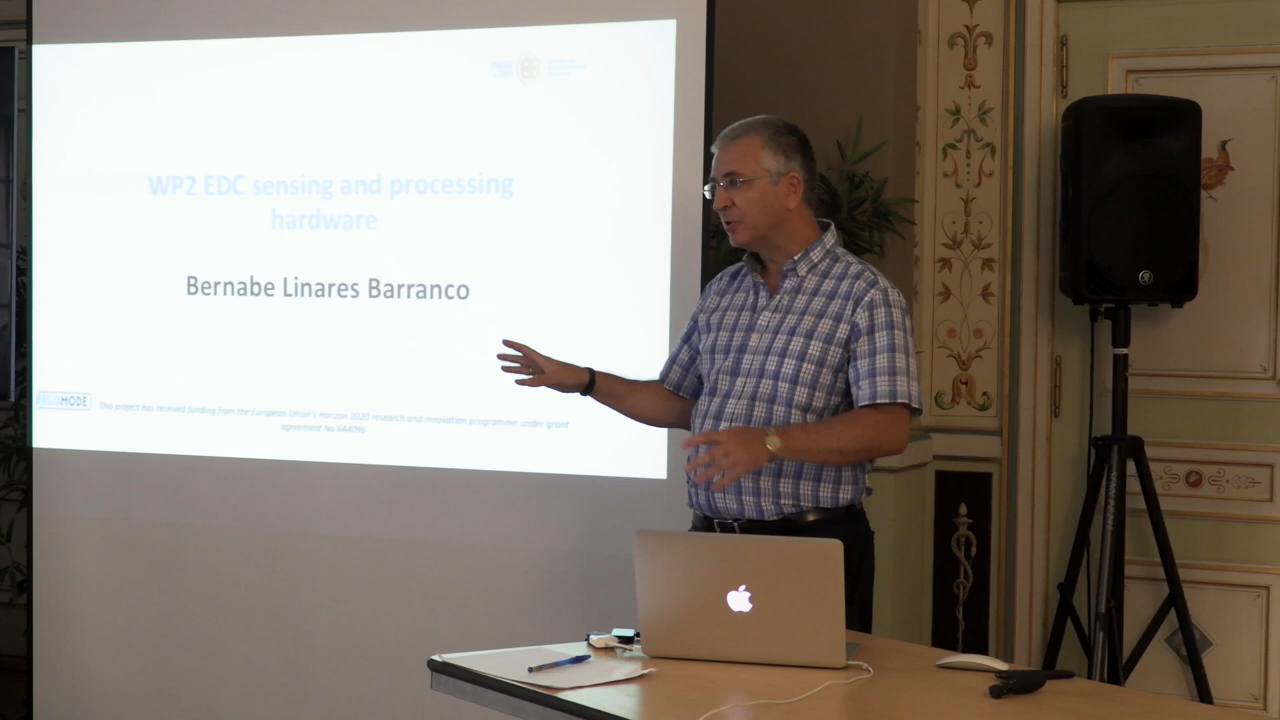 WP2 EDC sensing and processing
hardware
Bernabe Linares Barranco
ECOMODE
This project has received funding from the European Union's Horizon 2020 research and innovation programme under grant
agreement No 644096